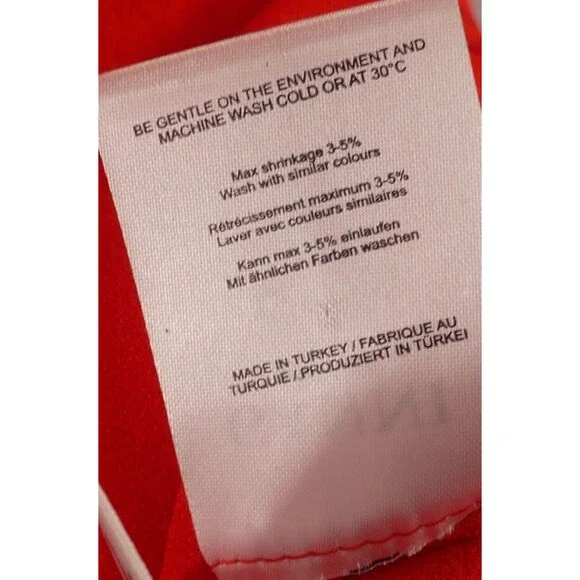 BE GENTLE ON THE ENVIRONMENT AND
MACHINE WASH COLD OR AT 30°C
Max shrinkage 3-5%
Wash with similar colours
Rétrécissement maximum 3-5%
Laver avec couleurs similaires
Kann max 3-5% einlaufen
Mit ähnlichen Farben waschen
MADE IN TURKEY / FABRIQUE AU
TURQUIE / PRODUZIERT IN TÜRKEI